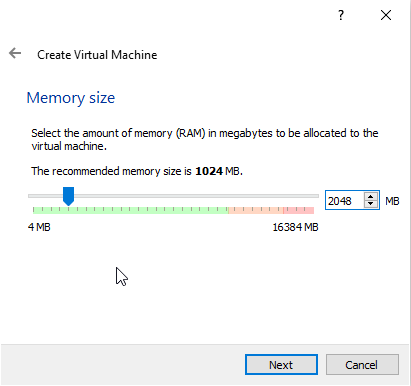 ?
Create Virtual Machine
Memory size
Select the amount of memory (RAM) in megabytes to be allocated to the
virtual machine.
The recommended memory size is 1024 MB.
2048 MB
4 MB 16384 MB
Next Cancel